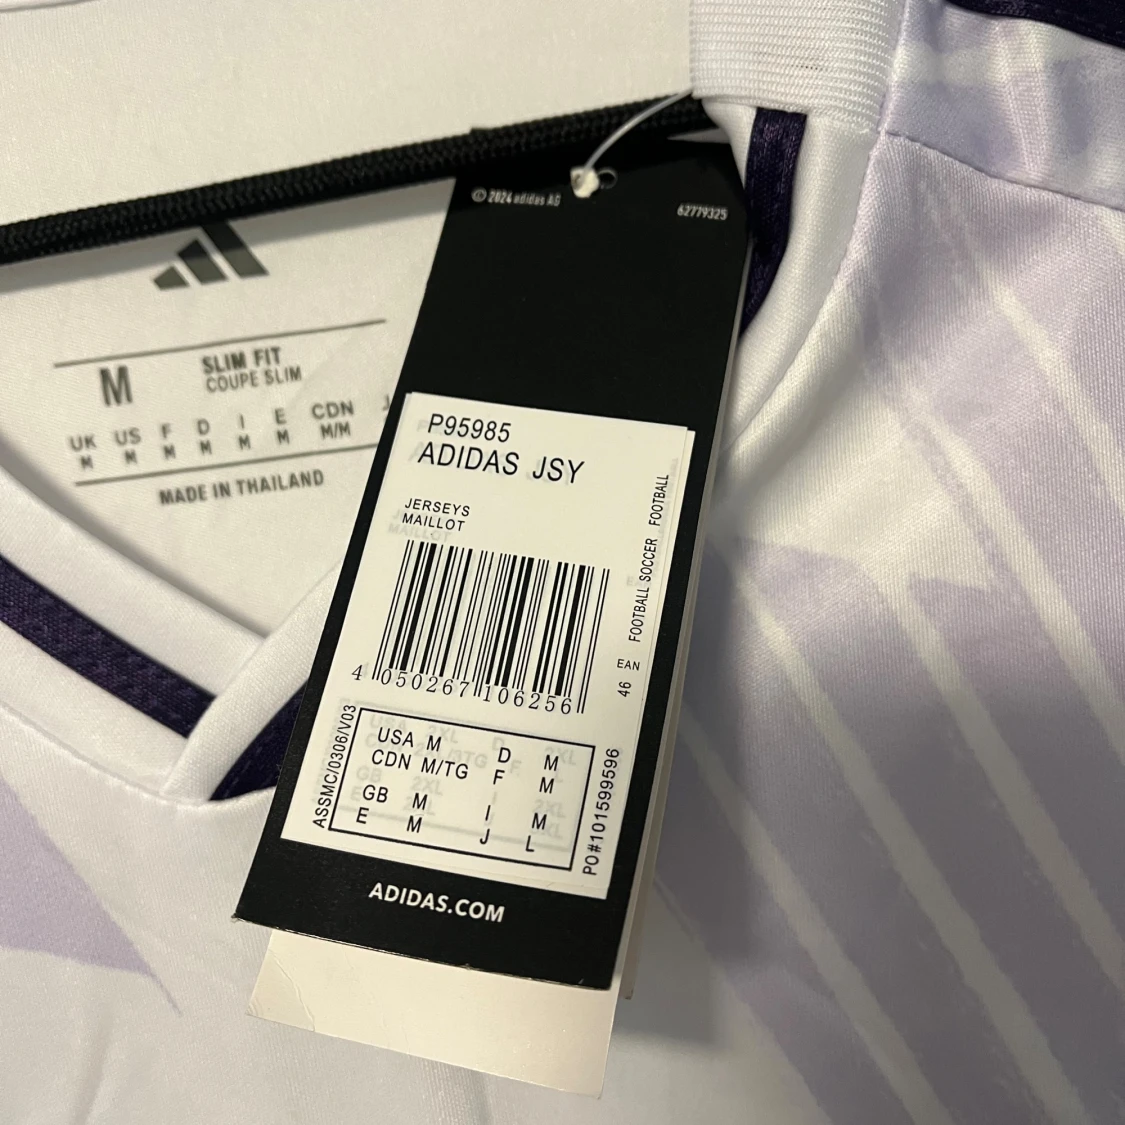 © 2024 adidas AG
62779325
M
SLIM FIT
COUPE SLIM
UK US F D I E CDN J
M M M M M M M/M
MADE IN THAILAND
P95985
ADIDAS JSY
JERSEYS
MAILLOT
4 050267 106256
46 EAN FOOTBALL SOCCER FOOTBALL
ASSMC/0306/V03
USA M D M
CDN M/TG F M
GB M I M
E M J L
PO#101599596
ADIDAS.COM